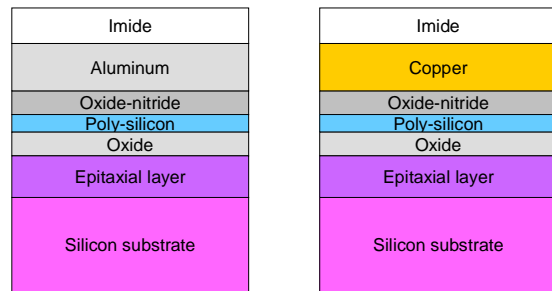 Imide
Aluminum
Oxide-nitride
Poly-silicon
Oxide
Epitaxial layer
Silicon substrate
Imide
Copper
Oxide-nitride
Poly-silicon
Oxide
Epitaxial layer
Silicon substrate